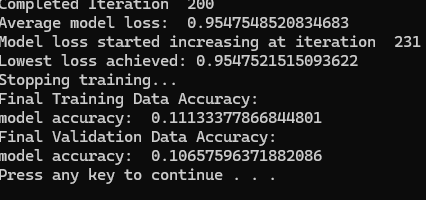 Completed Iteration  200
Average model loss:  0.9547548520834683
Model loss started increasing at iteration  231
Lowest loss achieved: 0.9547521515093622
Stopping training...
Final Training Data Accuracy:
model accuracy:  0.11133377866844801
Final Validation Data Accuracy:
model accuracy:  0.10657596371882086
Press any key to continue . . .